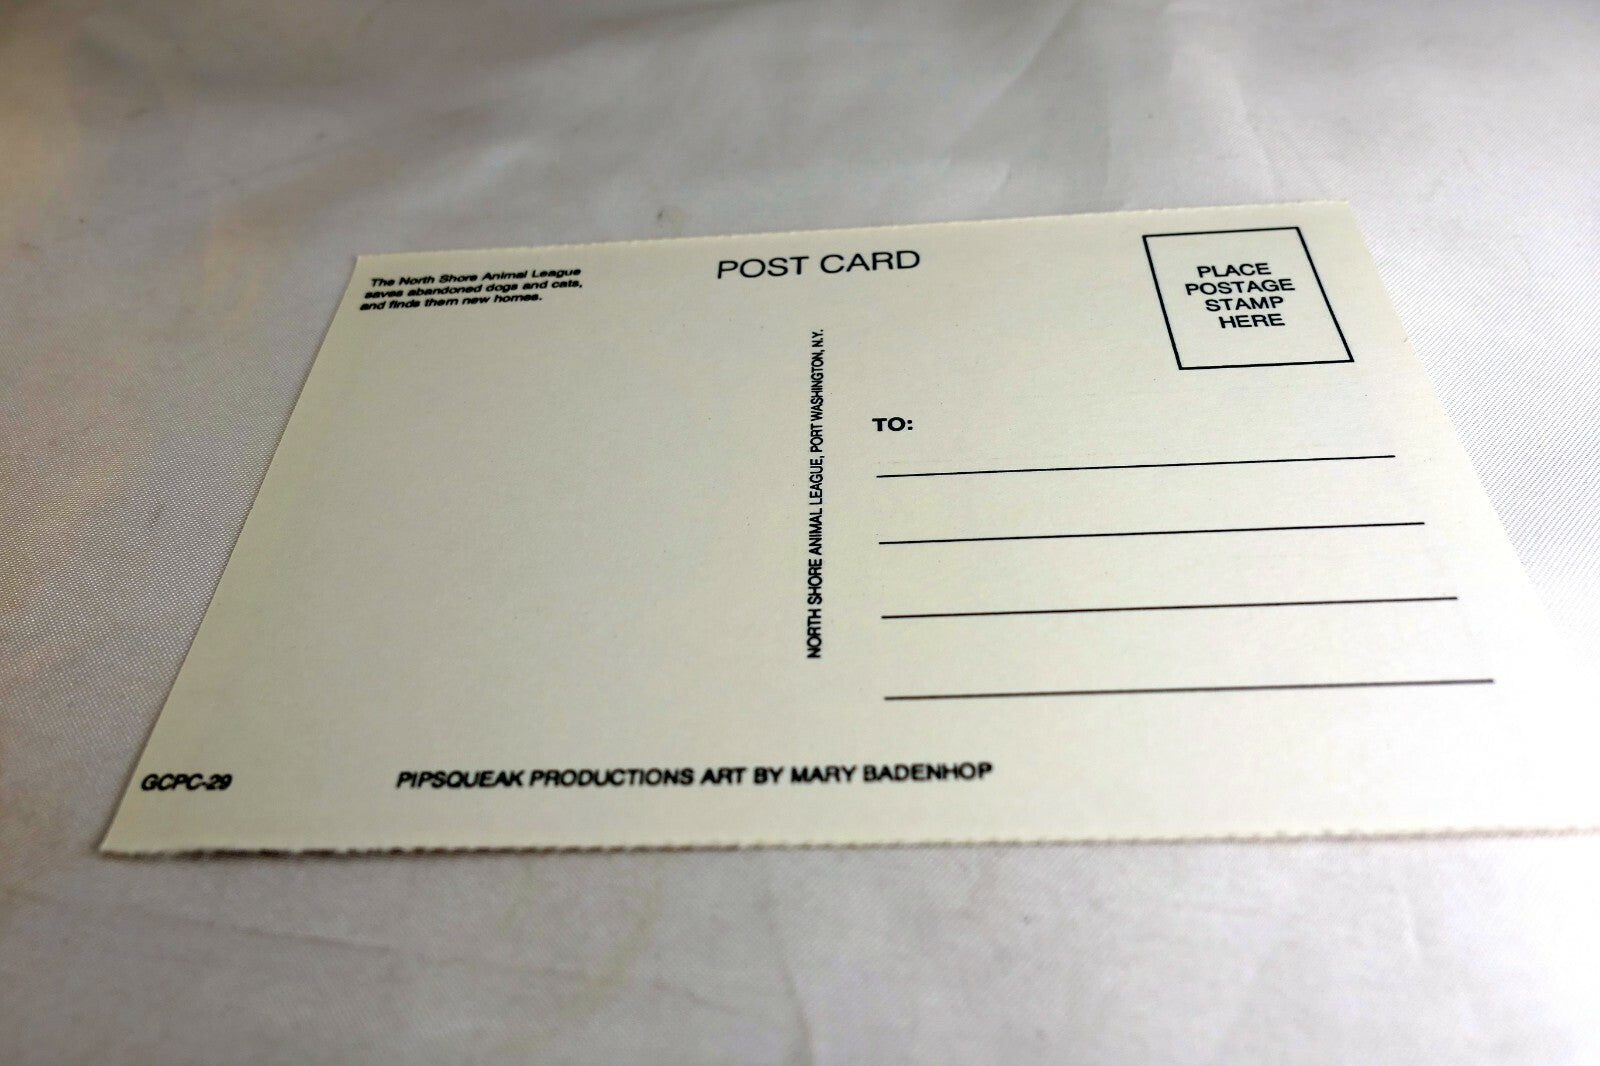 The North Shore Animal League
saves abandoned dogs and cats,
and finds them new homes.
POST CARD
PLACE
POSTAGE
STAMP
HERE
NORTH SHORE ANIMAL LEAGUE, PORT WASHINGTON, N.Y.
TO:
GCPC-29
PIPSQUEAK PRODUCTIONS ART BY MARY BADENHOP